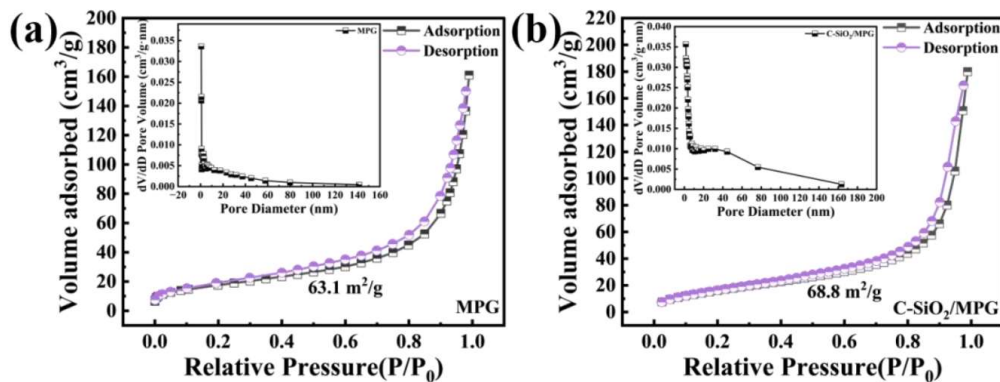 (a)
Volume adsorbed (cm³/g)
200
180
160
140
120
100
80
60
40
20
0
0.0 0.2 0.4 0.6 0.8 1.0
Relative Pressure(P/P₀)
Adsorption
Desorption
63.1 m²/g
MPG
dV/dD Pore Volume (cm³/g·nm)
0.035
0.030
0.025
0.020
0.015
0.010
0.005
0.000
−20 0 20 40 60 80 100 120 140 160
Pore Diameter (nm)
MPG
(b)
Volume adsorbed (cm³/g)
220
200
180
160
140
120
100
80
60
40
20
0
0.0 0.2 0.4 0.6 0.8 1.0
Relative Pressure(P/P₀)
Adsorption
Desorption
68.8 m²/g
C-SiO₂/MPG
dV/dD Pore Volume (cm³/g·nm)
0.040
0.035
0.030
0.025
0.020
0.015
0.010
0.005
0.000
0 20 40 60 80 100 120 140 160 180 200
Pore Diameter (nm)
C-SiO₂/MPG